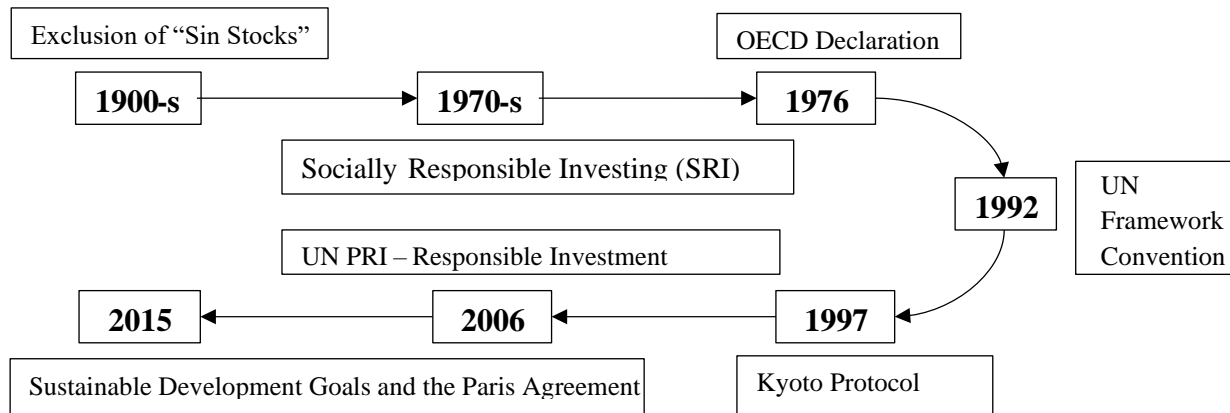 Exclusion of “Sin Stocks”
OECD Declaration
1900-s
1970-s
1976
Socially Responsible Investing (SRI)
1992
UN
Framework
Convention
UN PRI – Responsible Investment
2015
2006
1997
Sustainable Development Goals and the Paris Agreement
Kyoto Protocol